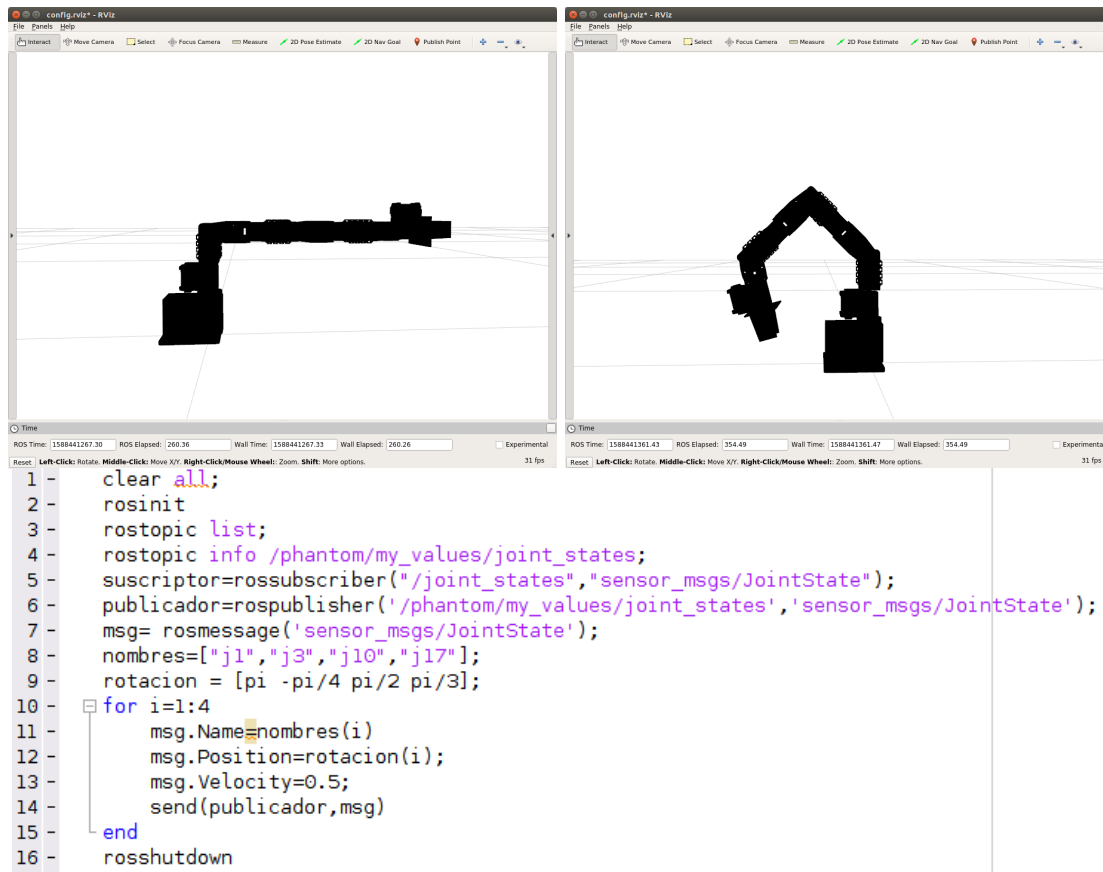 config.rviz* - RViz
File Panels Help
Interact Move Camera Select Focus Camera Measure 2D Pose Estimate 2D Nav Goal Publish Point
Time
ROS Time: 1588441267.30 ROS Elapsed: 260.36 Wall Time: 1588441267.33 Wall Elapsed: 260.26 Experimental
Reset Left-Click: Rotate. Middle-Click: Move X/Y. Right-Click/Mouse Wheel:: Zoom. Shift: More options. 31 fps
config.rviz* - RViz
File Panels Help
Interact Move Camera Select Focus Camera Measure 2D Pose Estimate 2D Nav Goal Publish Point
Time
ROS Time: 1588441361.43 ROS Elapsed: 354.49 Wall Time: 1588441361.47 Wall Elapsed: 354.49 Experimenta
Reset Left-Click: Rotate. Middle-Click: Move X/Y. Right-Click/Mouse Wheel:: Zoom. Shift: More options. 31 fps
1 - clear all;
2 - rosinit
3 - rostopic list;
4 - rostopic info /phantom/my_values/joint_states;
5 - suscriptor=rossubscriber("/joint_states","sensor_msgs/JointState");
6 - publicador=rospublisher('/phantom/my_values/joint_states','sensor_msgs/JointState');
7 - msg= rosmessage('sensor_msgs/JointState');
8 - nombres=["j1","j3","j10","j17"];
9 - rotacion = [pi -pi/4 pi/2 pi/3];
10 - for i=1:4
11 - msg.Name=nombres(i)
12 - msg.Position=rotacion(i);
13 - msg.Velocity=0.5;
14 - send(publicador,msg)
15 - end
16 - rosshutdown